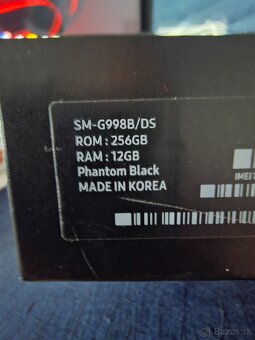 SM-G998B/DS
ROM : 256GB
RAM : 12GB
Phantom Black
MADE IN KOREA
IMEI
Bazos.sk